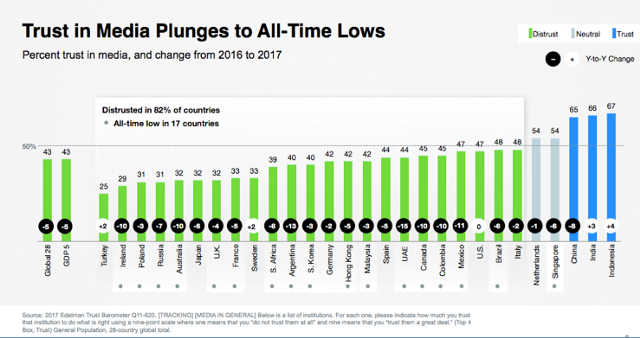 Trust in Media Plunges to All-Time Lows
Distrust Neutral Trust
Percent trust in media, and change from 2016 to 2017
− + Y-to-Y Change
Distrusted in 82% of countries
All-time low in 17 countries
50%
43 43 25 29 31 31 32 32 32 33 33 39 40 40 42 42 42 44 44 45 45 47 47 48 48 54 54 65 66 67
-5 -5 +2 -10 -3 -7 -10 -6 -4 -5 +2 -6 -13 -3 -2 -5 -3 -5 -15 -10 -10 -11 0 -6 -2 -1 -6 -8 +3 +4
Global 28 GDP 5 Turkey Ireland Poland Russia Australia Japan U.K. France Sweden S. Africa Argentina S. Korea Germany Hong Kong Malaysia Spain UAE Canada Colombia Mexico U.S. Brazil Italy Netherlands Singapore China India Indonesia
Source: 2017 Edelman Trust Barometer Q11-620. [TRACKING] [MEDIA IN GENERAL] Below is a list of institutions. For each one, please indicate how much you trust
that institution to do what is right using a nine-point scale where one means that you "do not trust them at all" and nine means that you "trust them a great deal." (Top 4
Box, Trust) General Population, 28-country global total.